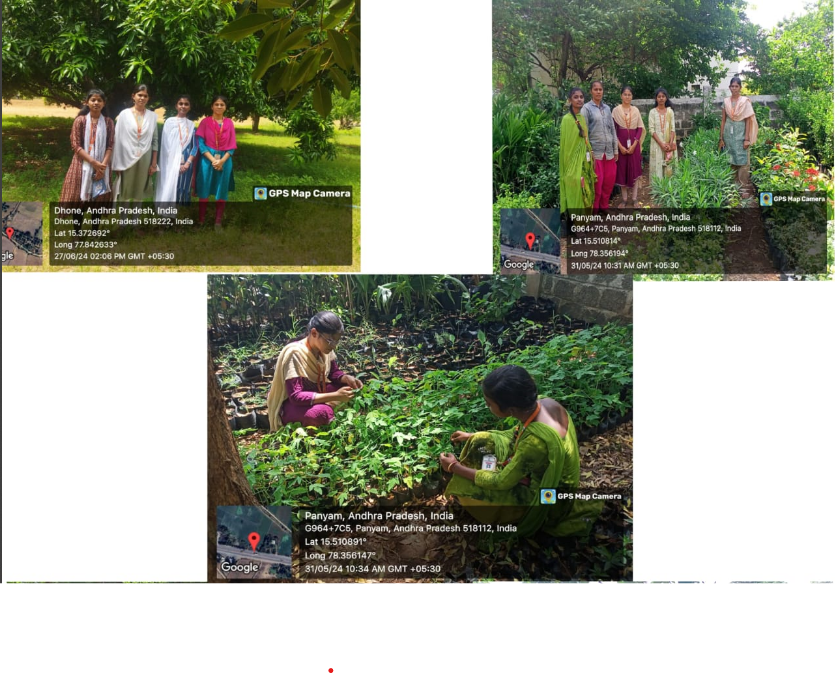 GPS Map Camera
Dhone, Andhra Pradesh, India
Dhone, Andhra Pradesh 518222, India
Lat 15.372692°
Long 77.842633°
27/06/24 02:06 PM GMT +05:30
gle
GPS Map Camera
Panyam, Andhra Pradesh, India
G964+7C5, Panyam, Andhra Pradesh 518112, India
Lat 15.510814°
Long 78.356194°
31/05/24 10:31 AM GMT +05:30
Google
GPS Map Camera
Panyam, Andhra Pradesh, India
G964+7C5, Panyam, Andhra Pradesh 518112, India
Lat 15.510891°
Long 78.356147°
31/05/24 10:34 AM GMT +05:30
Google